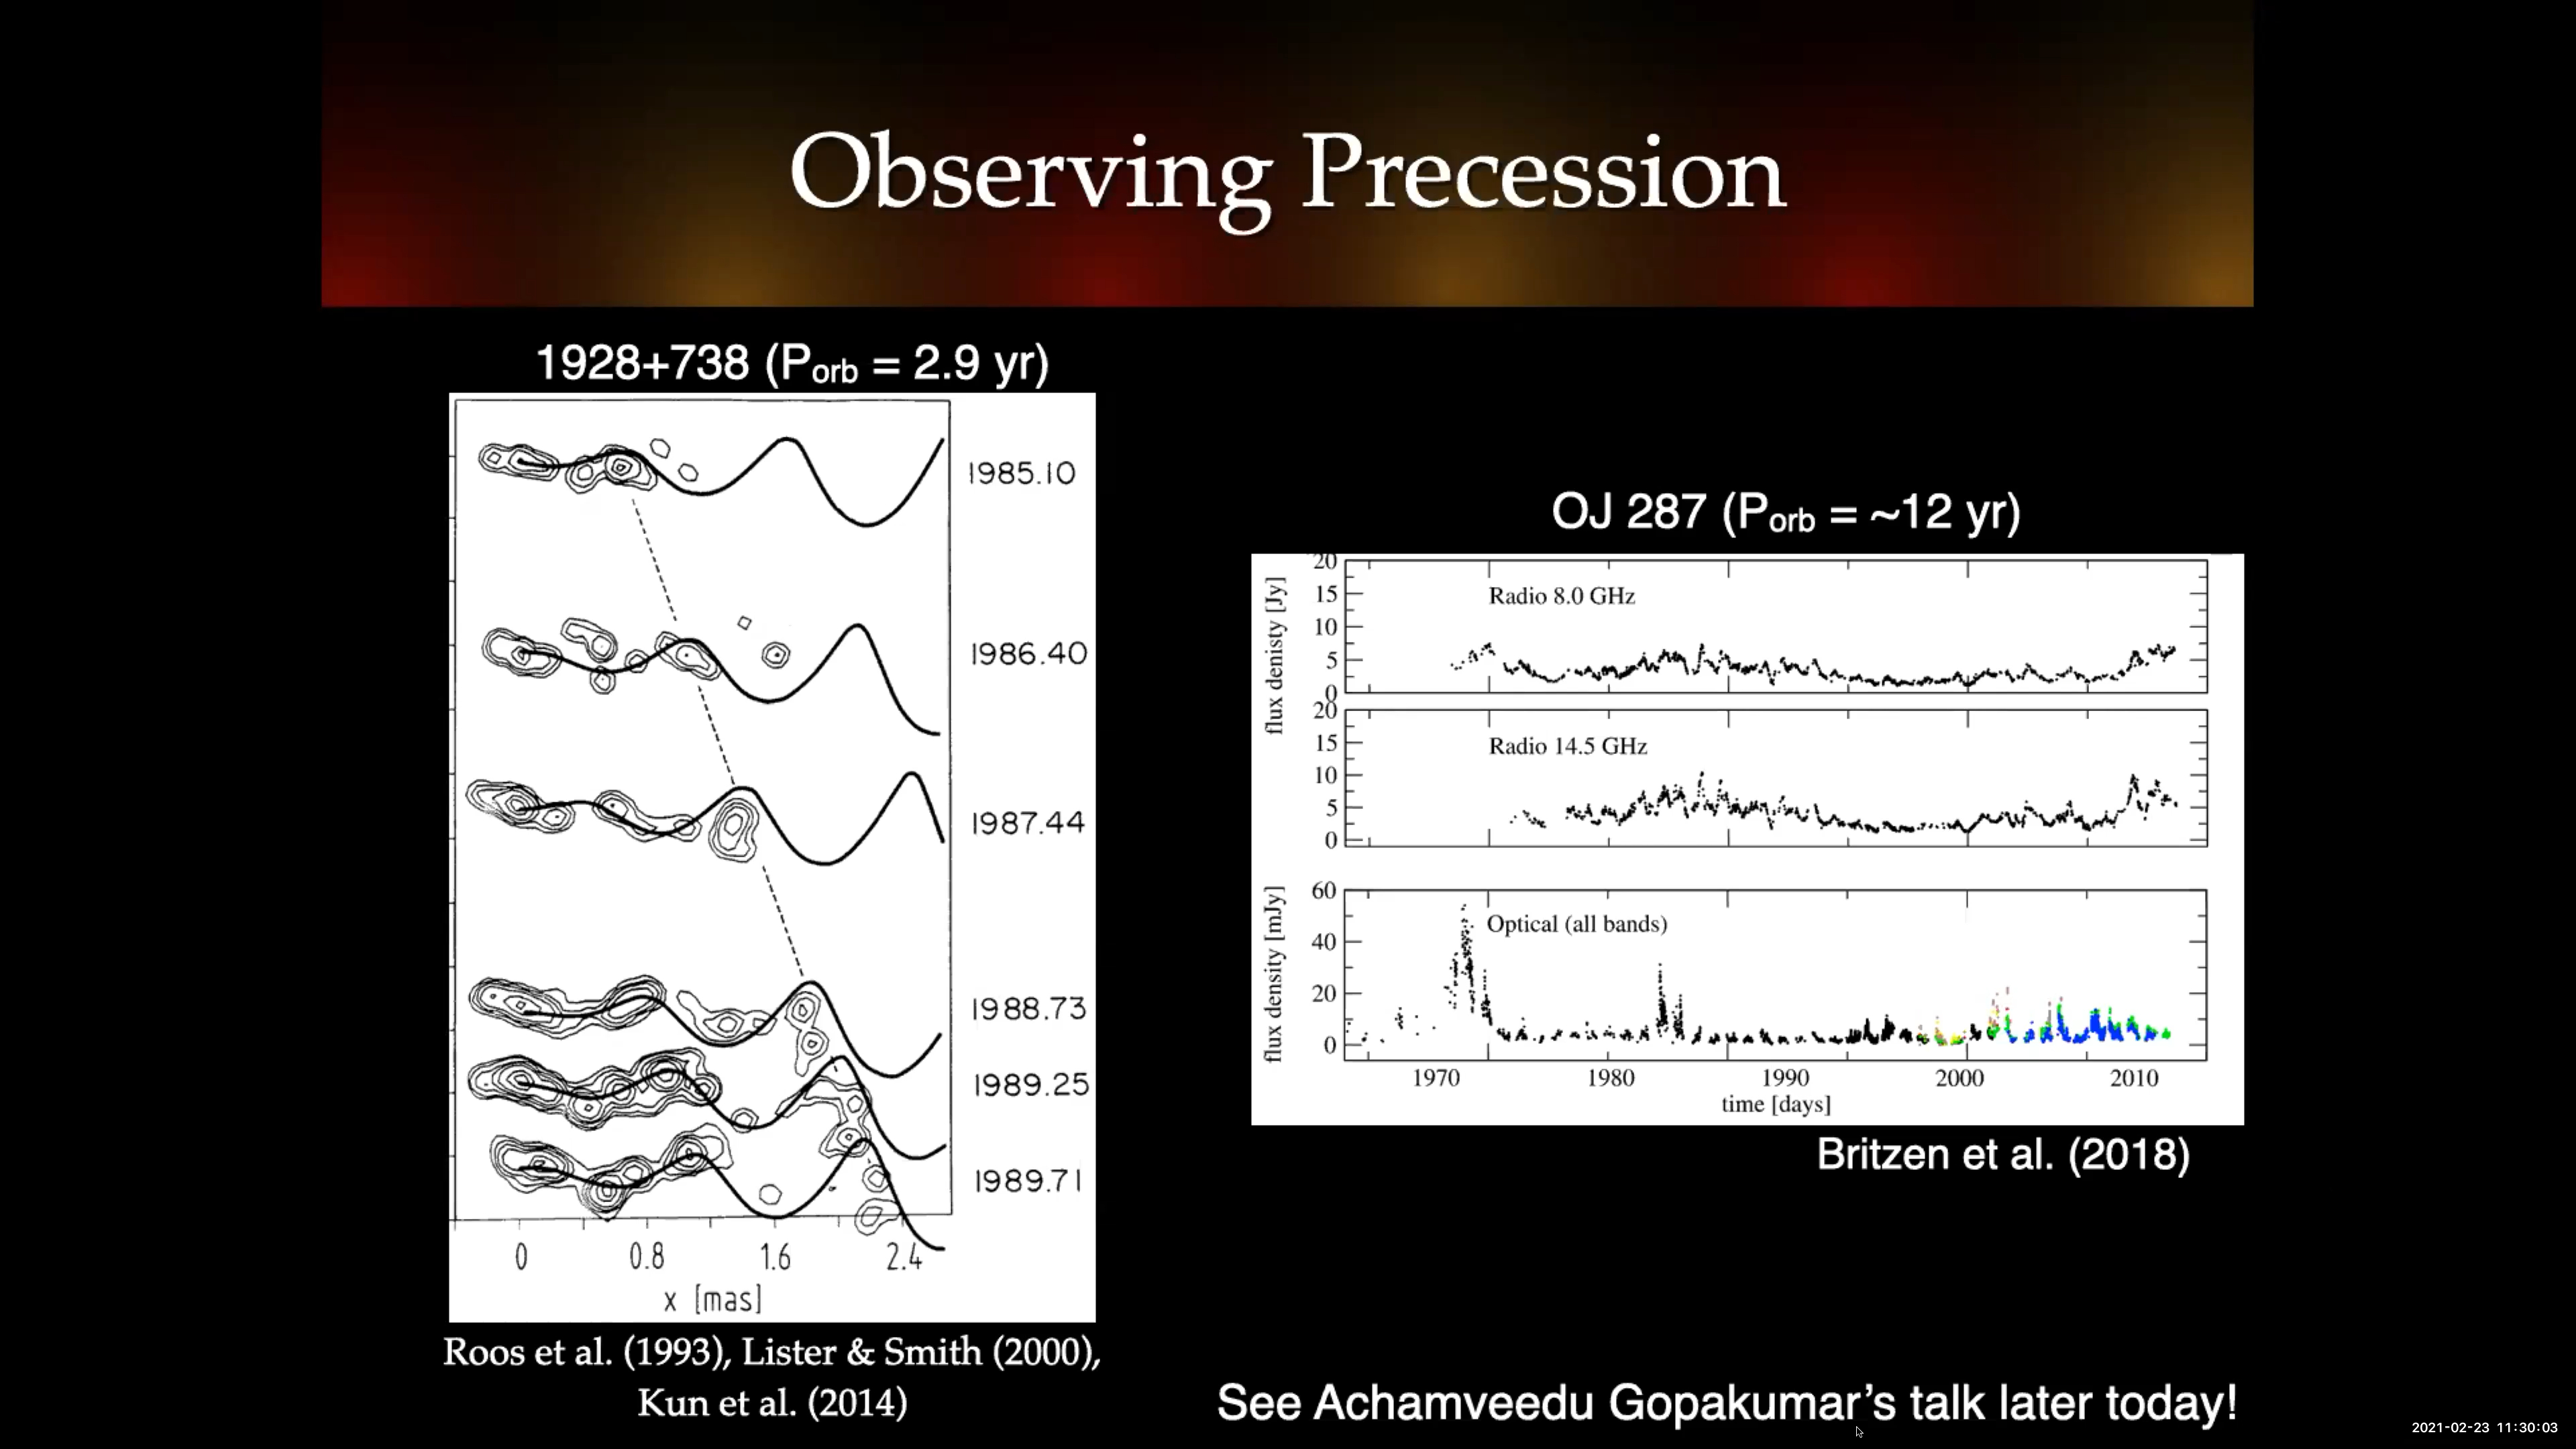 Observing Precession
1928+738 (Porb = 2.9 yr)
1985.10
1986.40
1987.44
1988.73
1989.25
1989.71
0 0.8 1.6 2.4
x [mas]
Roos et al. (1993), Lister & Smith (2000),
Kun et al. (2014)
OJ 287 (Porb = ~12 yr)
flux denisty [Jy]
20
15
10
5
0
Radio 8.0 GHz
20
15
10
5
0
Radio 14.5 GHz
flux density [mJy]
60
40
20
0
Optical (all bands)
1970 1980 1990 2000 2010
time [days]
Britzen et al. (2018)
See Achamveedu Gopakumar’s talk later today!
2021-02-23 11:30:03